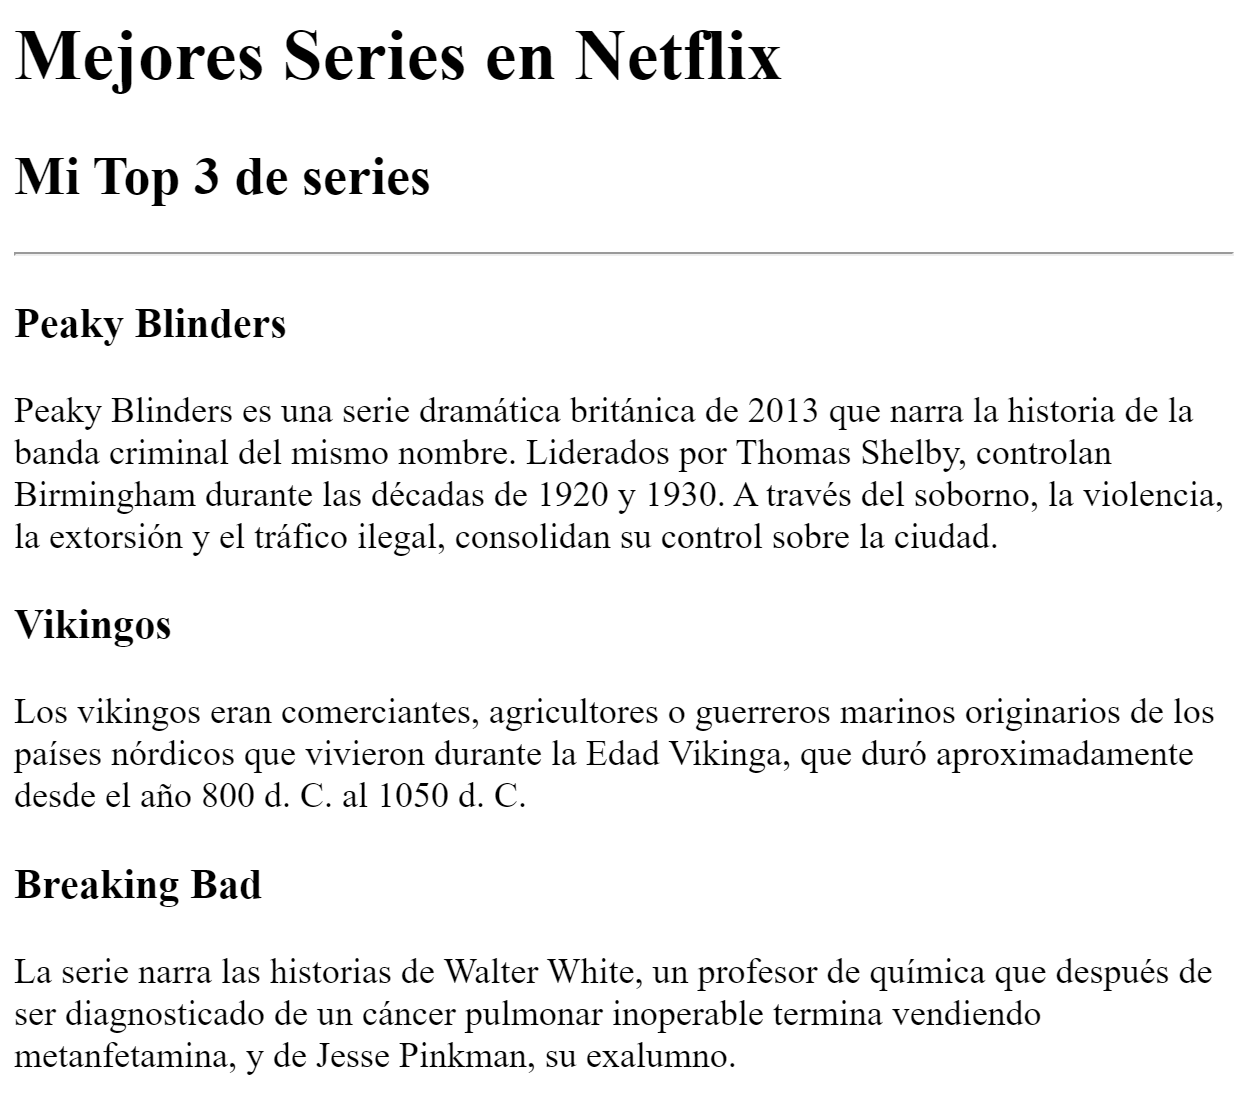 Mejores Series en Netflix
Mi Top 3 de series
Peaky Blinders
Peaky Blinders es una serie dramática británica de 2013 que narra la historia de la
banda criminal del mismo nombre. Liderados por Thomas Shelby, controlan
Birmingham durante las décadas de 1920 y 1930. A través del soborno, la violencia,
la extorsión y el tráfico ilegal, consolidan su control sobre la ciudad.
Vikingos
Los vikingos eran comerciantes, agricultores o guerreros marinos originarios de los
países nórdicos que vivieron durante la Edad Vikinga, que duró aproximadamente
desde el año 800 d. C. al 1050 d. C.
Breaking Bad
La serie narra las historias de Walter White, un profesor de química que después de
ser diagnosticado de un cáncer pulmonar inoperable termina vendiendo
metanfetamina, y de Jesse Pinkman, su exalumno.